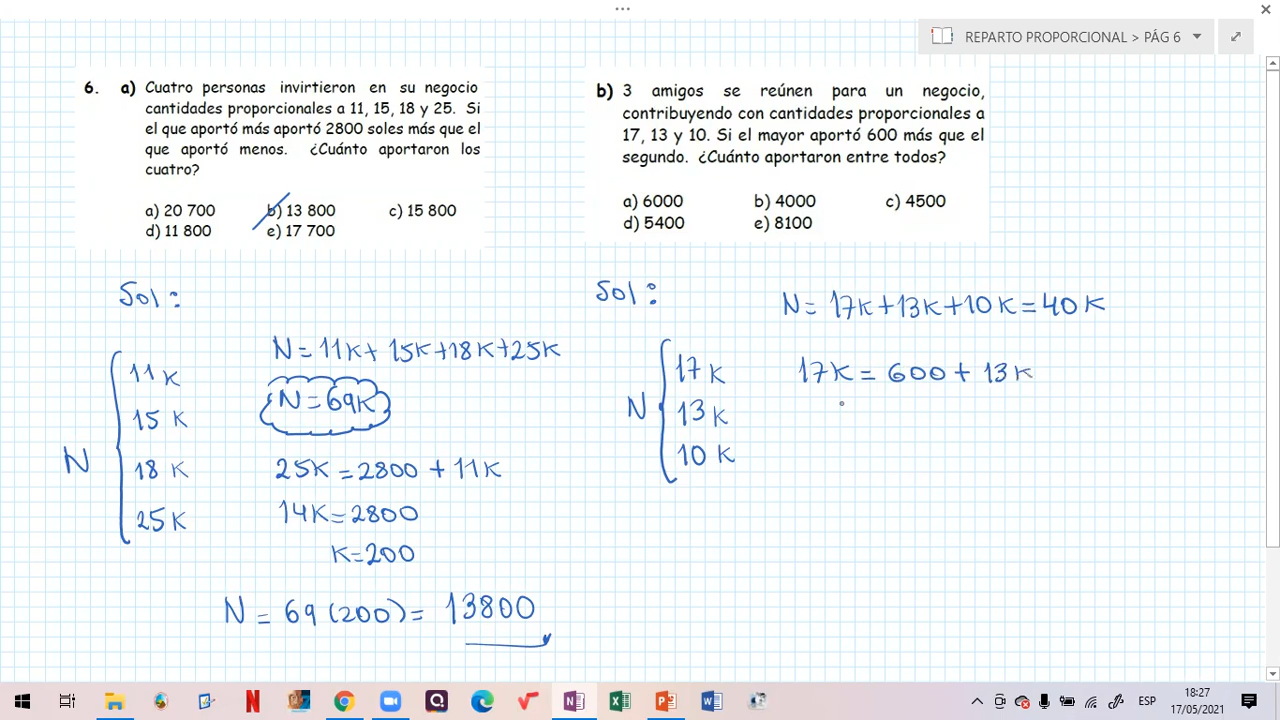 REPARTO PROPORCIONAL > PÁG 6
6. a) Cuatro personas invirtieron en su negocio
cantidades proporcionales a 11, 15, 18 y 25. Si
el que aportó más aportó 2800 soles más que el
que aportó menos. ¿Cuánto aportaron los
cuatro?
a) 20 700 b) 13 800 c) 15 800
d) 11 800 e) 17 700
Sol:
N = 11K + 15K + 18K + 25K
N = 69K
11 K
15 K
N
18 K
25 K
25K = 2800 + 11K
14K = 2800
K = 200
N = 69 (200) = 13800
b) 3 amigos se reúnen para un negocio,
contribuyendo con cantidades proporcionales a
17, 13 y 10. Si el mayor aportó 600 más que el
segundo. ¿Cuánto aportaron entre todos?
a) 6000 b) 4000 c) 4500
d) 5400 e) 8100
Sol:
N = 17K + 13K + 10K = 40K
17 K
N 13 K
10 K
17K = 600 + 13K
ESP
8:27
17/05/2021